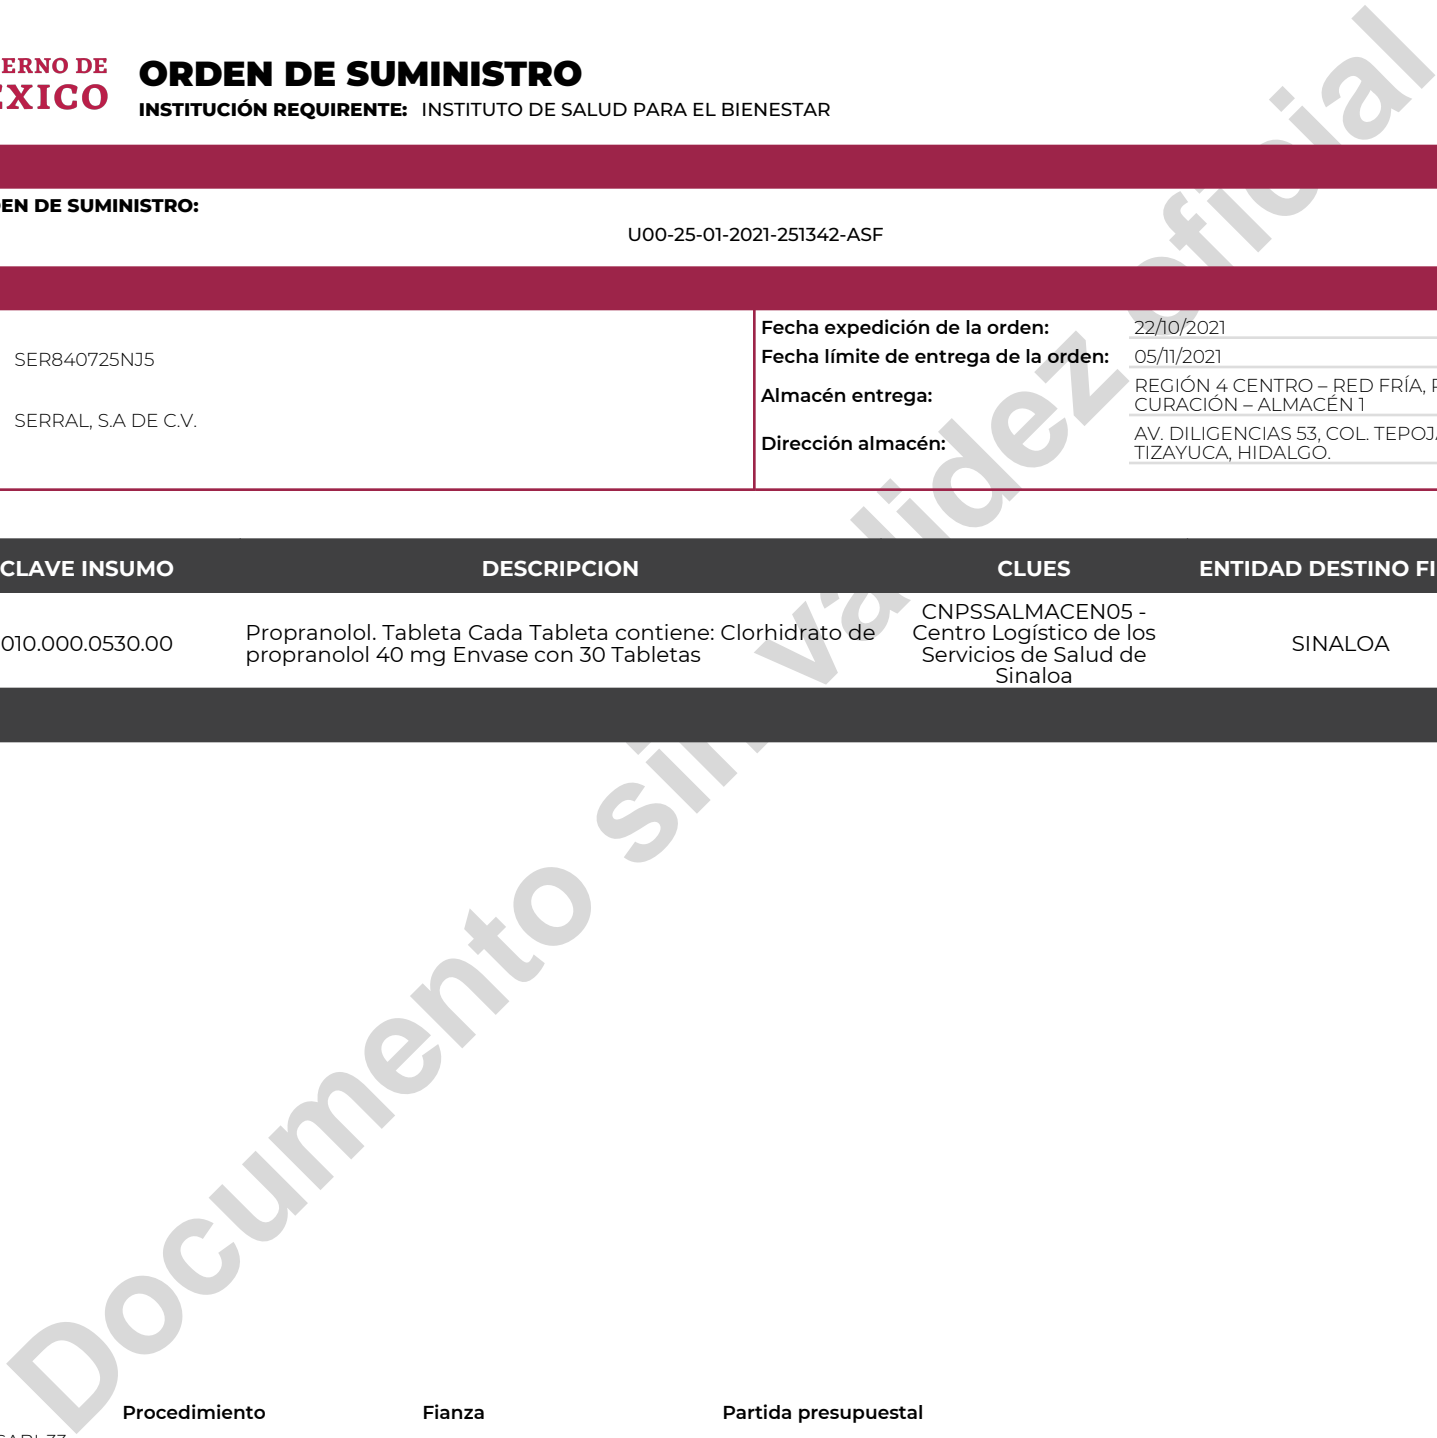 ERNO DE
ÉXICO
ORDEN DE SUMINISTRO
INSTITUCIÓN REQUIRENTE: INSTITUTO DE SALUD PARA EL BIENESTAR
EN DE SUMINISTRO:
U00-25-01-2021-251342-ASF
SER840725NJ5
SERRAL, S.A DE C.V.
Fecha expedición de la orden: 22/10/2021
Fecha límite de entrega de la orden: 05/11/2021
Almacén entrega: REGIÓN 4 CENTRO – RED FRÍA,
CURACIÓN – ALMACÉN 1
Dirección almacén: AV. DILIGENCIAS 53, COL. TEPOJ
TIZAYUCA, HIDALGO.
CLAVE INSUMO DESCRIPCION CLUES ENTIDAD DESTINO FI
010.000.0530.00
Propranolol. Tableta Cada Tableta contiene: Clorhidrato de
propranolol 40 mg Envase con 30 Tabletas
CNPSSALMACEN05 -
Centro Logístico de los
Servicios de Salud de
Sinaloa
SINALOA
Documento sin validez oficial
Procedimiento Fianza Partida presupuestal